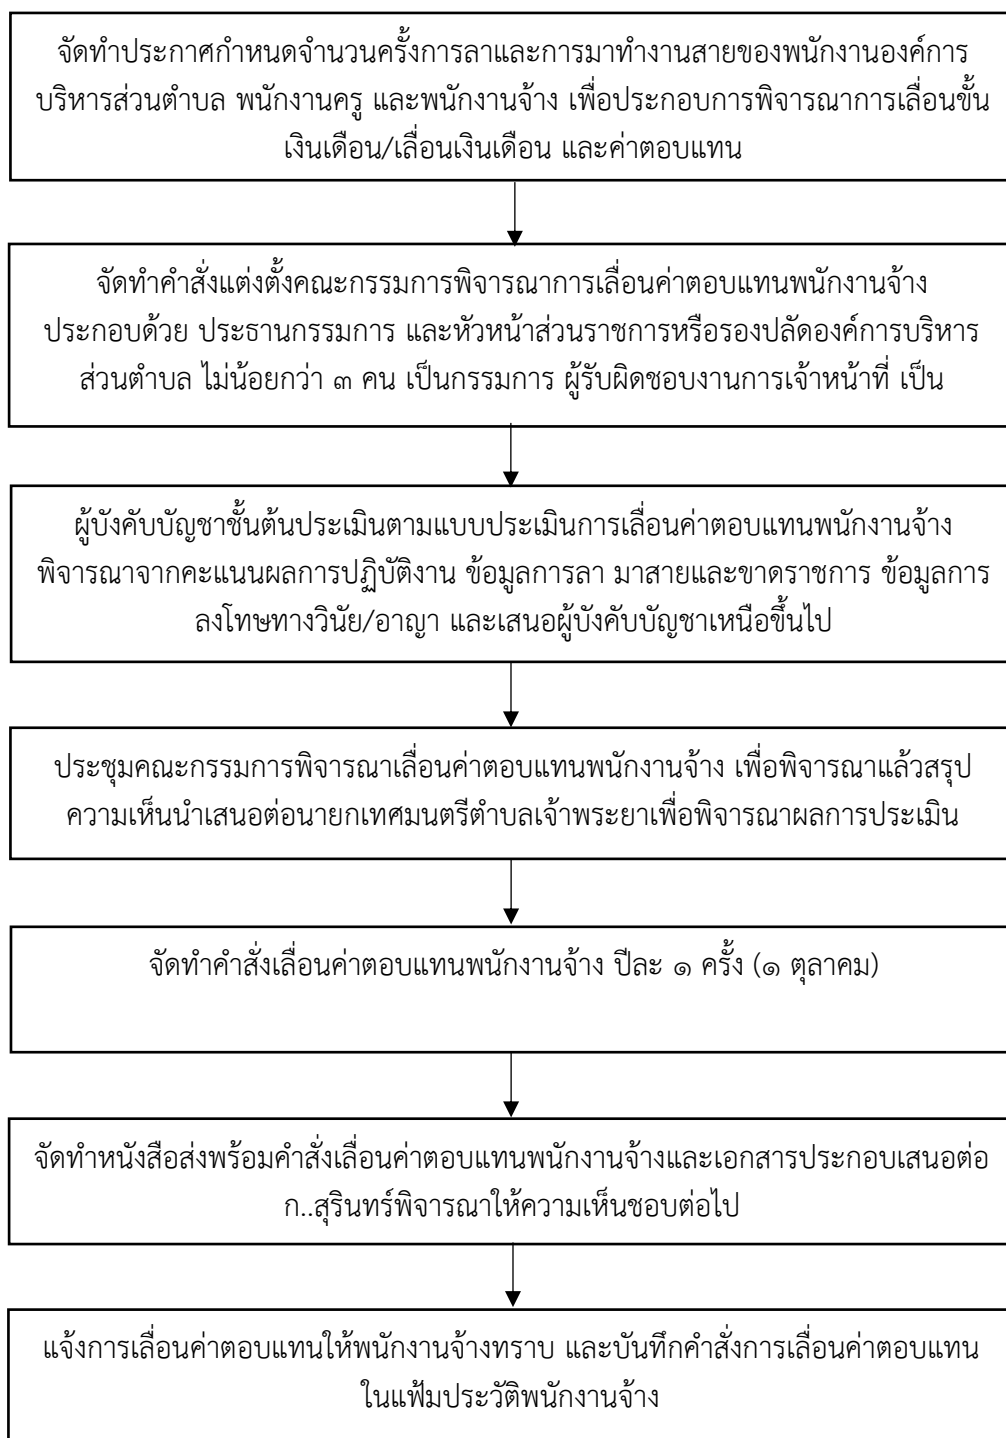 จัดทำประกาศกำหนดจำนวนครั้งการลาและการมาทำงานสายของพนักงานองค์การ
บริหารส่วนตำบล พนักงานครู และพนักงานจ้าง เพื่อประกอบการพิจารณาการเลื่อนขั้น
เงินเดือน/เลื่อนเงินเดือน และค่าตอบแทน
จัดทำคำสั่งแต่งตั้งคณะกรรมการพิจารณาการเลื่อนค่าตอบแทนพนักงานจ้าง
ประกอบด้วย ประธานกรรมการ และหัวหน้าส่วนราชการหรือรองปลัดองค์การบริหาร
ส่วนตำบล ไม่น้อยกว่า ๓ คน เป็นกรรมการ ผู้รับผิดชอบงานการเจ้าหน้าที่ เป็น
ผู้บังคับบัญชาชั้นต้นประเมินตามแบบประเมินการเลื่อนค่าตอบแทนพนักงานจ้าง
พิจารณาจากคะแนนผลการปฏิบัติงาน ข้อมูลการลา มาสายและขาดราชการ ข้อมูลการ
ลงโทษทางวินัย/อาญา และเสนอผู้บังคับบัญชาเหนือขึ้นไป
ประชุมคณะกรรมการพิจารณาเลื่อนค่าตอบแทนพนักงานจ้าง เพื่อพิจารณาแล้วสรุป
ความเห็นนำเสนอต่อนายกเทศมนตรีตำบลเจ้าพระยาเพื่อพิจารณาผลการประเมิน
จัดทำคำสั่งเลื่อนค่าตอบแทนพนักงานจ้าง ปีละ ๑ ครั้ง (๑ ตุลาคม)
จัดทำหนังสือส่งพร้อมคำสั่งเลื่อนค่าตอบแทนพนักงานจ้างและเอกสารประกอบเสนอต่อ
ก..สุรินทร์พิจารณาให้ความเห็นชอบต่อไป
แจ้งการเลื่อนค่าตอบแทนให้พนักงานจ้างทราบ และบันทึกคำสั่งการเลื่อนค่าตอบแทน
ในแฟ้มประวัติพนักงานจ้าง